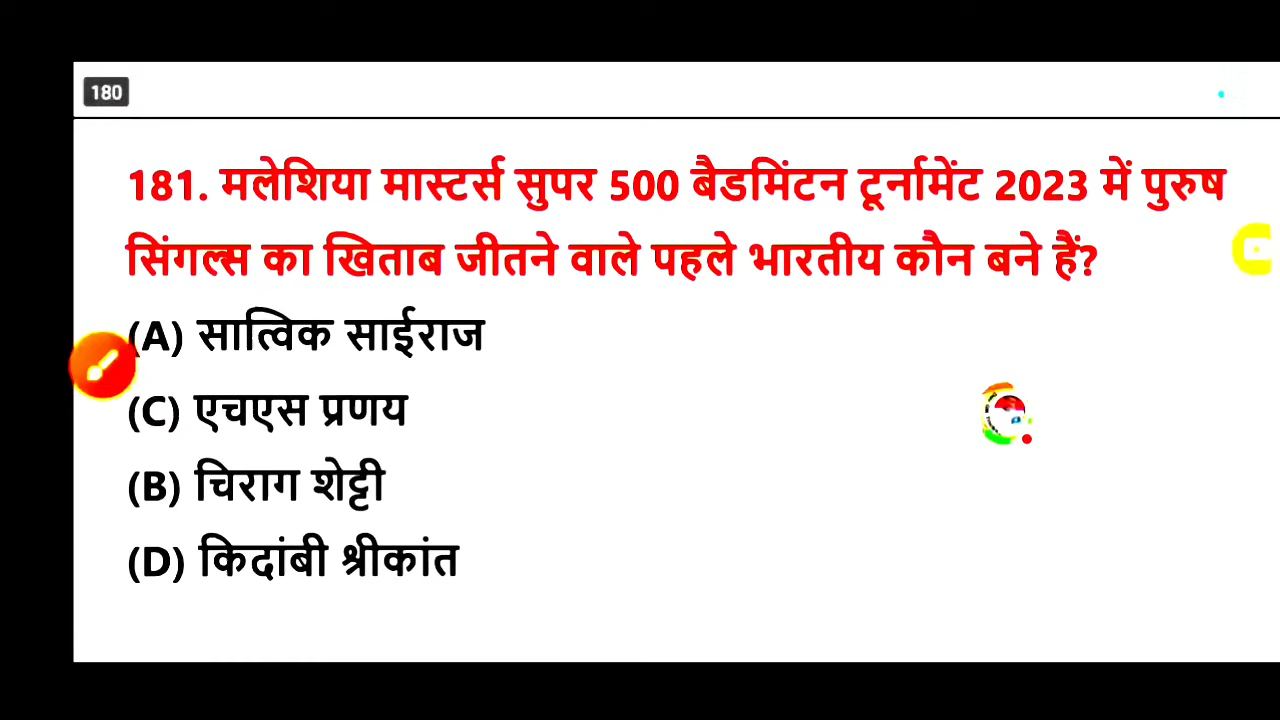 180
181. मलेशिया मास्टर्स सुपर 500 बैडमिंटन टूर्नामेंट 2023 में पुरुष
सिंगल्स का खिताब जीतने वाले पहले भारतीय कौन बने हैं?
(A) सात्विक साईराज
(C) एचएस प्रणय
(B) चिराग शेट्टी
(D) किदांबी श्रीकांत